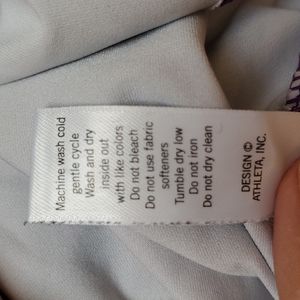 Machine wash cold
gentle cycle
Wash and dry
inside out
with like colors
Do not bleach
Do not use fabric
softeners
Tumble dry low
Do not iron
Do not dry clean
DESIGN ©
ATHLETA, INC.